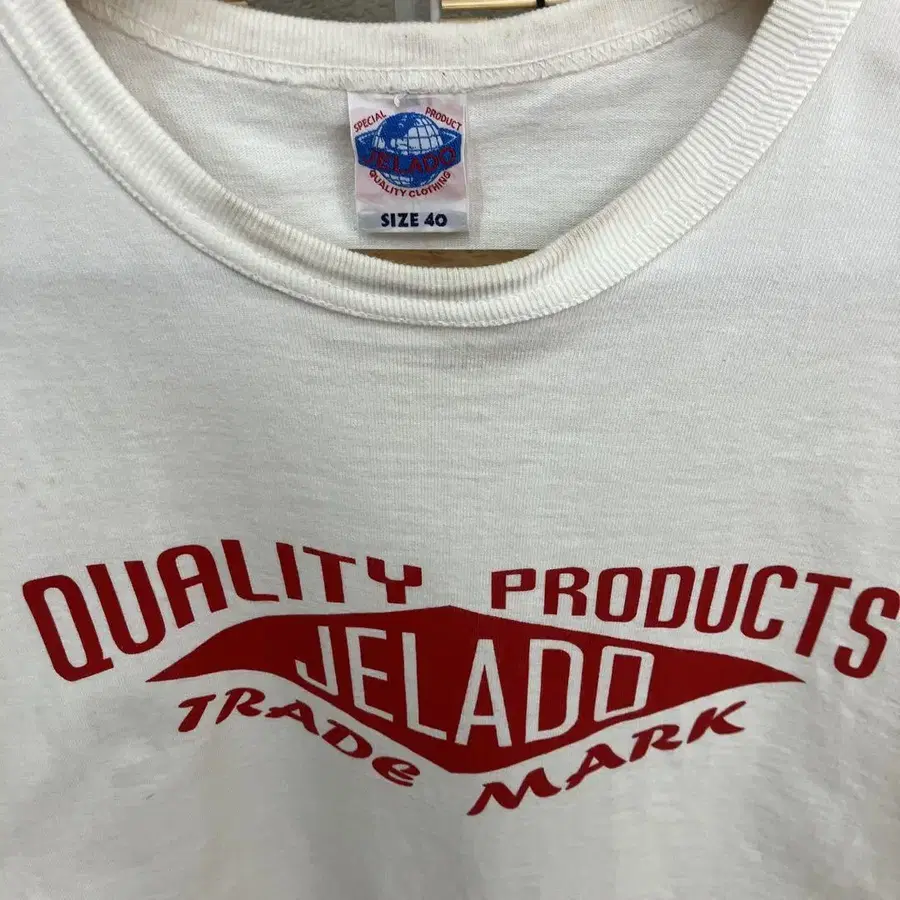 SPECIAL PRODUCT
JELADO
QUALITY CLOTHING
SIZE 40
QUALITY PRODUCTS
JELADO
TRADE MARK